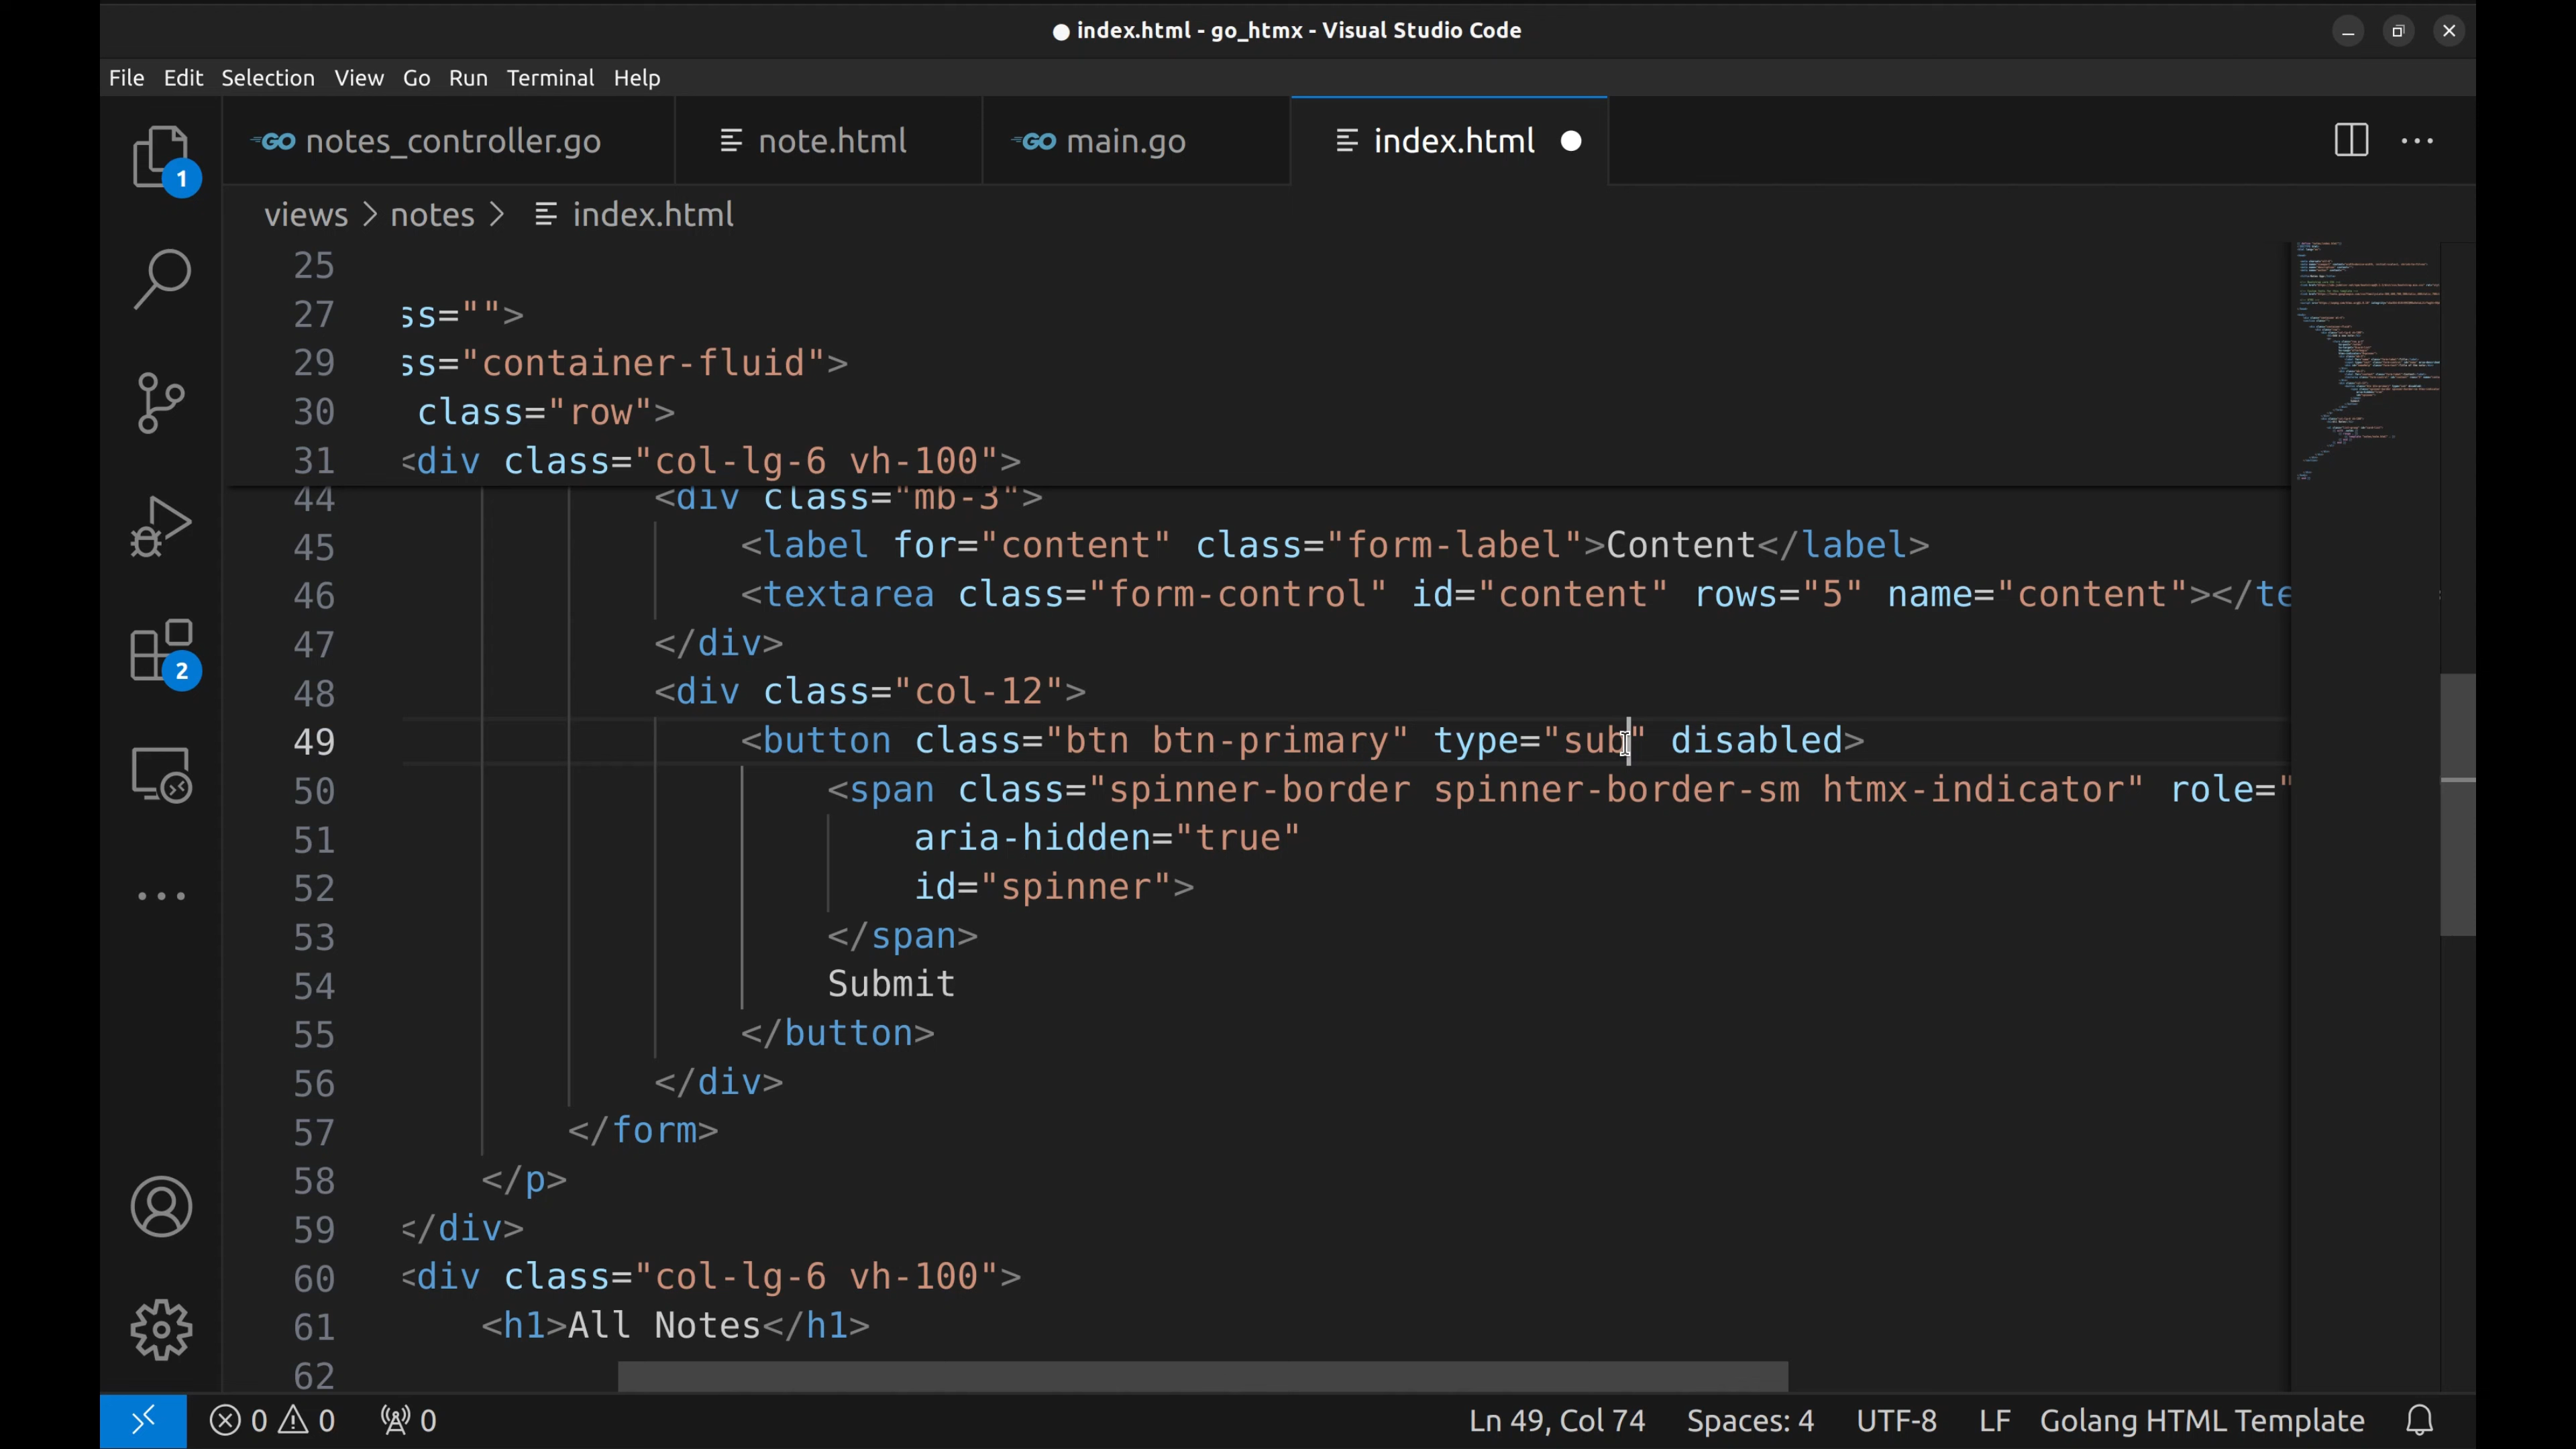 index.html - go_htmx - Visual Studio Code
File Edit Selection View Go Run Terminal Help
GO notes_controller.go
note.html
GO main.go
index.html
1
views > notes > index.html
25
27 ss="">
29 ss="container-fluid">
30 class="row">
31 <div class="col-lg-6 vh-100">
44 <div class="mb-3">
45 <label for="content" class="form-label">Content</label>
46 <textarea class="form-control" id="content" rows="5" name="content"></te
47 </div>
2
48 <div class="col-12">
49 <button class="btn btn-primary" type="sub" disabled>
50 <span class="spinner-border spinner-border-sm htmx-indicator" role="
51 aria-hidden="true"
52 id="spinner">
53 </span>
54 Submit
55 </button>
56 </div>
57 </form>
58 </p>
59 </div>
60 <div class="col-lg-6 vh-100">
61 <h1>All Notes</h1>
62
0 0 0 Ln 49, Col 74 Spaces: 4 UTF-8 LF Golang HTML Template